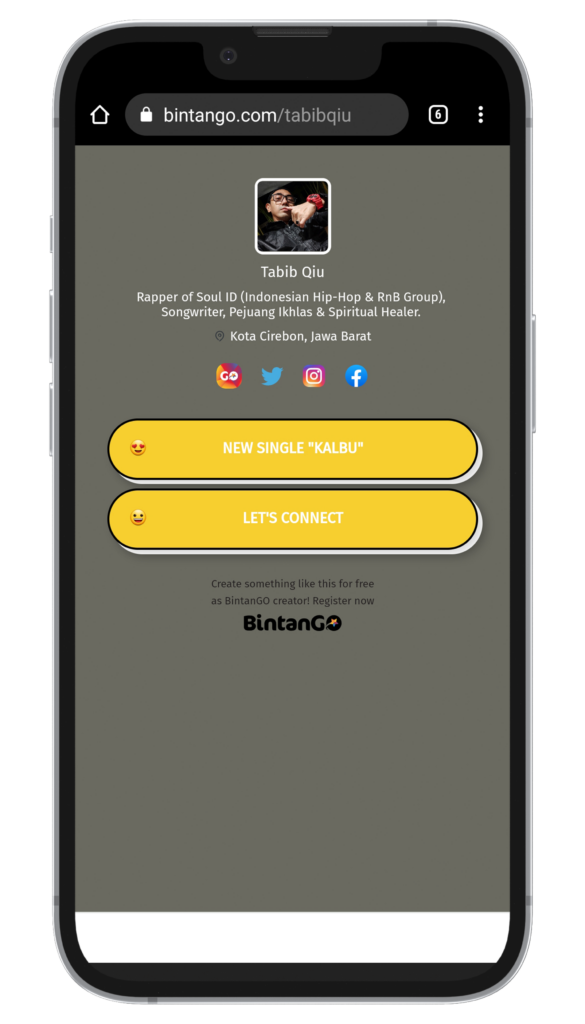 bintango.com/tabibqiu
6
Tabib Qiu
Rapper of Soul ID (Indonesian Hip-Hop & RnB Group),
Songwriter, Pejuang Ikhlas & Spiritual Healer.
Kota Cirebon, Jawa Barat
GO
NEW SINGLE "KALBU"
LET'S CONNECT
Create something like this for free
as BintanGO creator! Register now
BintanGO